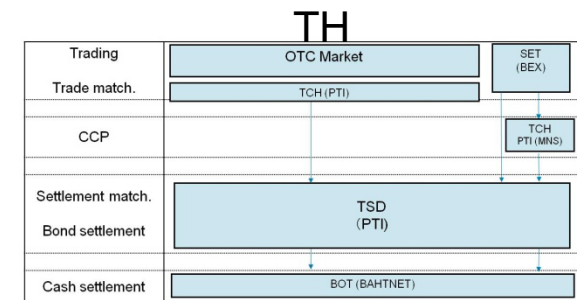 TH
Trading
OTC Market
SET
(BEX)
Trade match.
TCH (PTI)
CCP
TCH
PTI (MNS)
Settlement match.
TSD
(PTI)
Bond settlement
Cash settlement
BOT (BAHTNET)